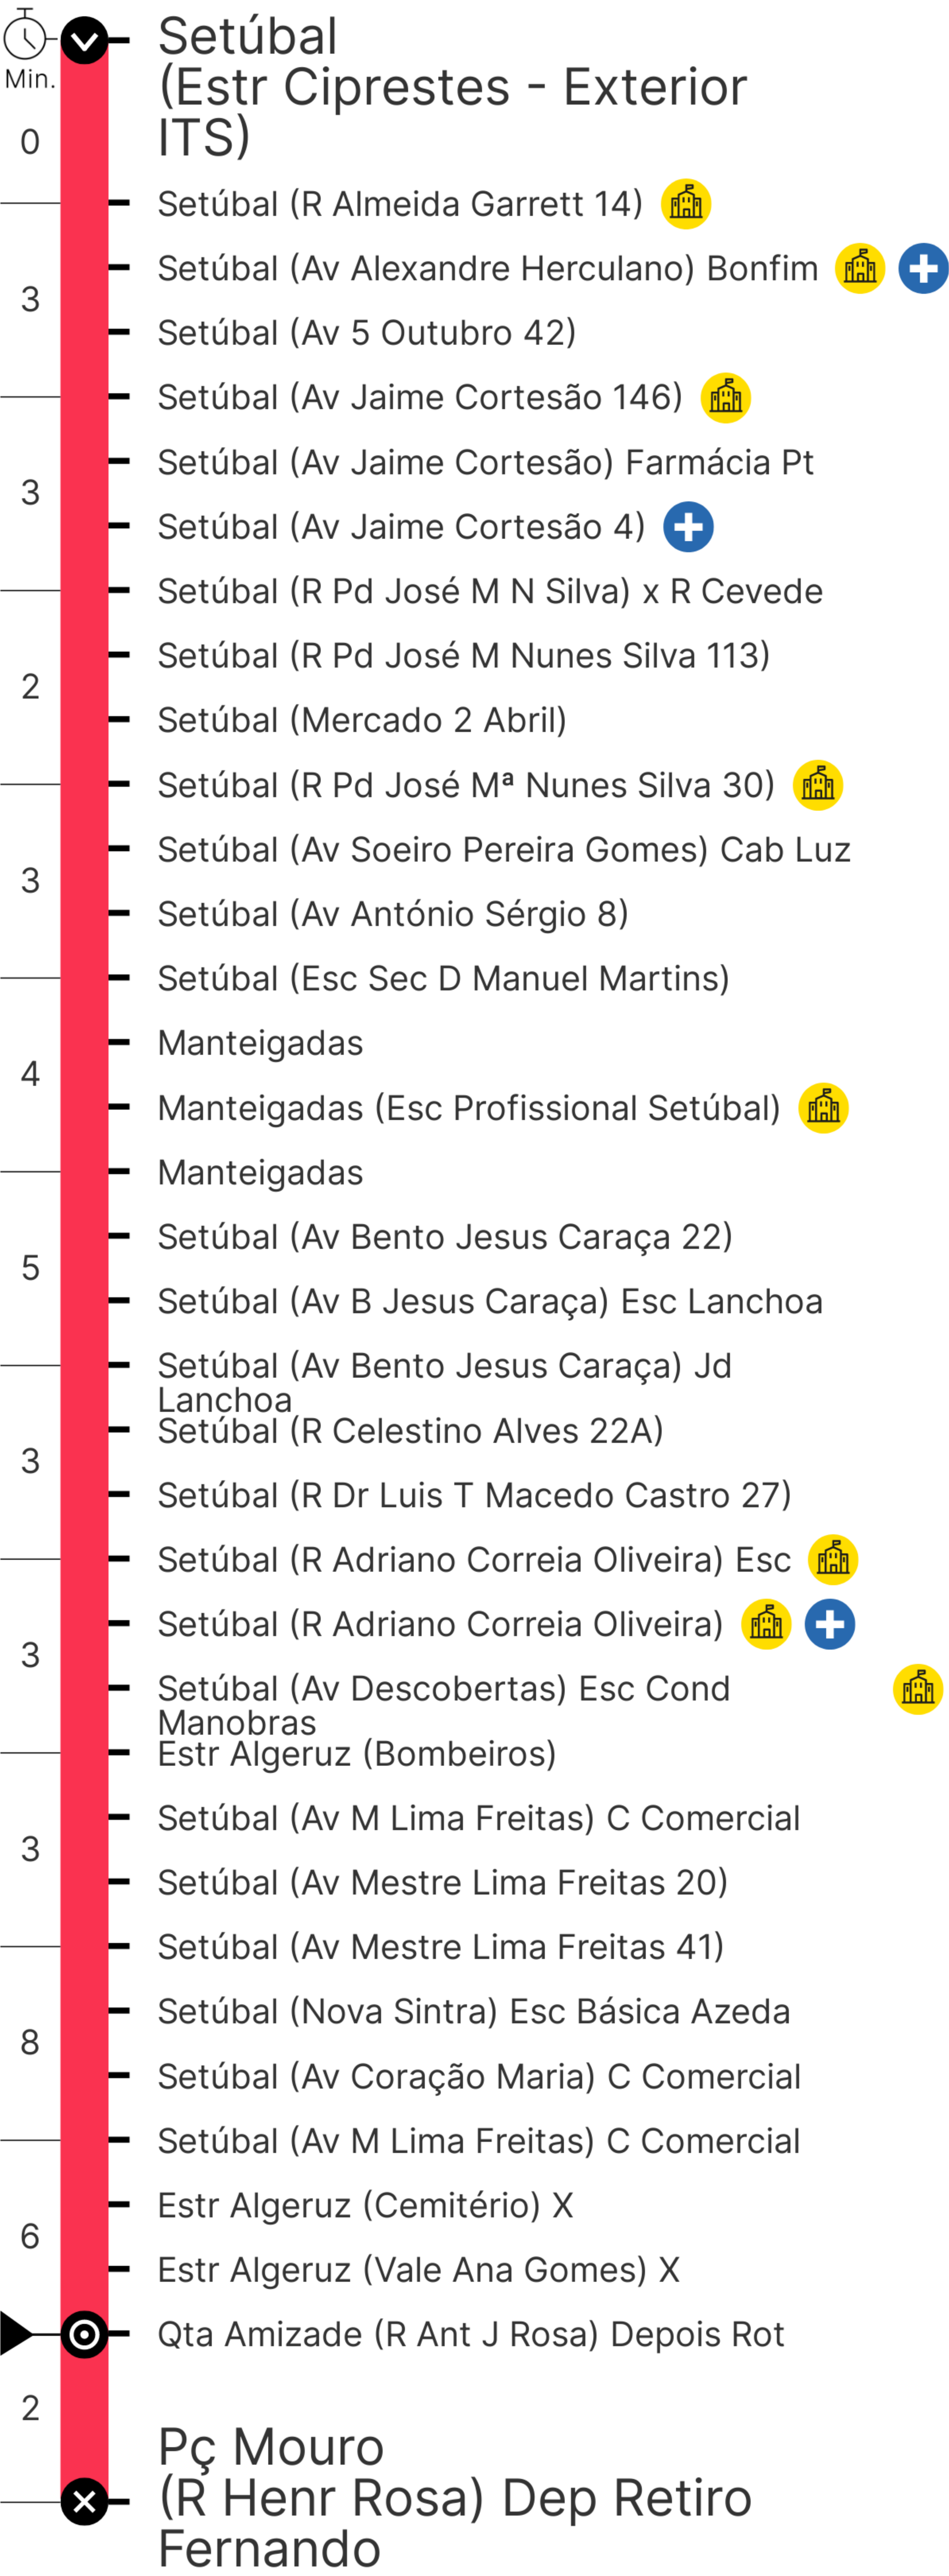 Setúbal
(Estr Ciprestes - Exterior
ITS)
Min.
0
Setúbal (R Almeida Garrett 14)
Setúbal (Av Alexandre Herculano) Bonfim
3
Setúbal (Av 5 Outubro 42)
Setúbal (Av Jaime Cortesão 146)
Setúbal (Av Jaime Cortesão) Farmácia Pt
3
Setúbal (Av Jaime Cortesão 4)
Setúbal (R Pd José M N Silva) x R Cevede
Setúbal (R Pd José M Nunes Silva 113)
2
Setúbal (Mercado 2 Abril)
Setúbal (R Pd José Mª Nunes Silva 30)
Setúbal (Av Soeiro Pereira Gomes) Cab Luz
3
Setúbal (Av António Sérgio 8)
Setúbal (Esc Sec D Manuel Martins)
Manteigadas
4
Manteigadas (Esc Profissional Setúbal)
Manteigadas
Setúbal (Av Bento Jesus Caraça 22)
5
Setúbal (Av B Jesus Caraça) Esc Lanchoa
Setúbal (Av Bento Jesus Caraça) Jd
Lanchoa
Setúbal (R Celestino Alves 22A)
3
Setúbal (R Dr Luis T Macedo Castro 27)
Setúbal (R Adriano Correia Oliveira) Esc
Setúbal (R Adriano Correia Oliveira)
3
Setúbal (Av Descobertas) Esc Cond
Manobras
Estr Algeruz (Bombeiros)
Setúbal (Av M Lima Freitas) C Comercial
3
Setúbal (Av Mestre Lima Freitas 20)
Setúbal (Av Mestre Lima Freitas 41)
Setúbal (Nova Sintra) Esc Básica Azeda
8
Setúbal (Av Coração Maria) C Comercial
Setúbal (Av M Lima Freitas) C Comercial
Estr Algeruz (Cemitério) X
6
Estr Algeruz (Vale Ana Gomes) X
Qta Amizade (R Ant J Rosa) Depois Rot
2
Pç Mouro
(R Henr Rosa) Dep Retiro
Fernando